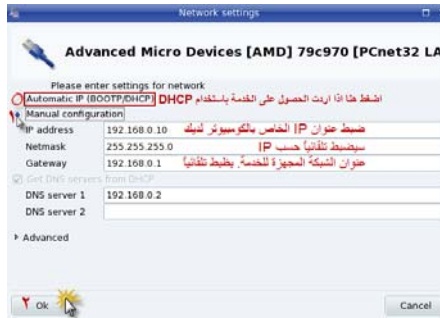 Network settings
Advanced Micro Devices [AMD] 79c970 [PCnet32 LA
Please enter settings for network
Automatic IP (BOOTP/DHCP) اضغط هنا اذا اردت الحصول على الخدمة باستخدام DHCP
١ Manual configuration
IP address 192.168.0.10 ضبط عنوان IP الخاص بالكومبيوتر لديك
Netmask 255.255.255.0 سيضبط تلقائياً حسب IP
Gateway 192.168.0.1 عنوان الشبكة المجهزة للخدمة. يظبط تلقائياً
Get DNS servers from DHCP
DNS server 1 192.168.0.2
DNS server 2
Advanced
٢ Ok Cancel